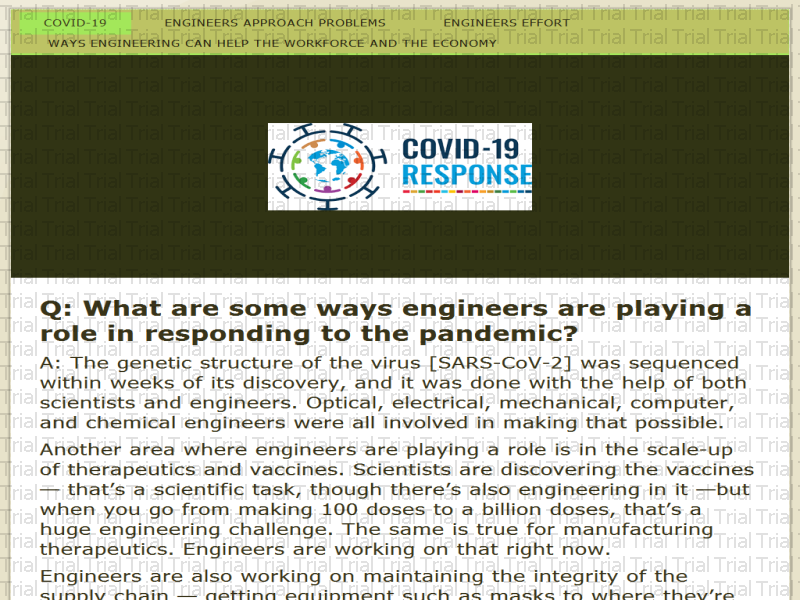 COVID-19 ENGINEERS APPROACH PROBLEMS ENGINEERS EFFORT
WAYS ENGINEERING CAN HELP THE WORKFORCE AND THE ECONOMY
COVID-19
RESPONSE
Q: What are some ways engineers are playing a
role in responding to the pandemic?
A: The genetic structure of the virus [SARS-CoV-2] was sequenced
within weeks of its discovery, and it was done with the help of both
scientists and engineers. Optical, electrical, mechanical, computer,
and chemical engineers were all involved in making that possible.
Another area where engineers are playing a role is in the scale-up
of therapeutics and vaccines. Scientists are discovering the vaccines
— that’s a scientific task, though there’s also engineering in it —but
when you go from making 100 doses to a billion doses, that’s a
huge engineering challenge. The same is true for manufacturing
therapeutics. Engineers are working on that right now.
Engineers are also working on maintaining the integrity of the
supply chain — getting equipment such as masks to where they’re